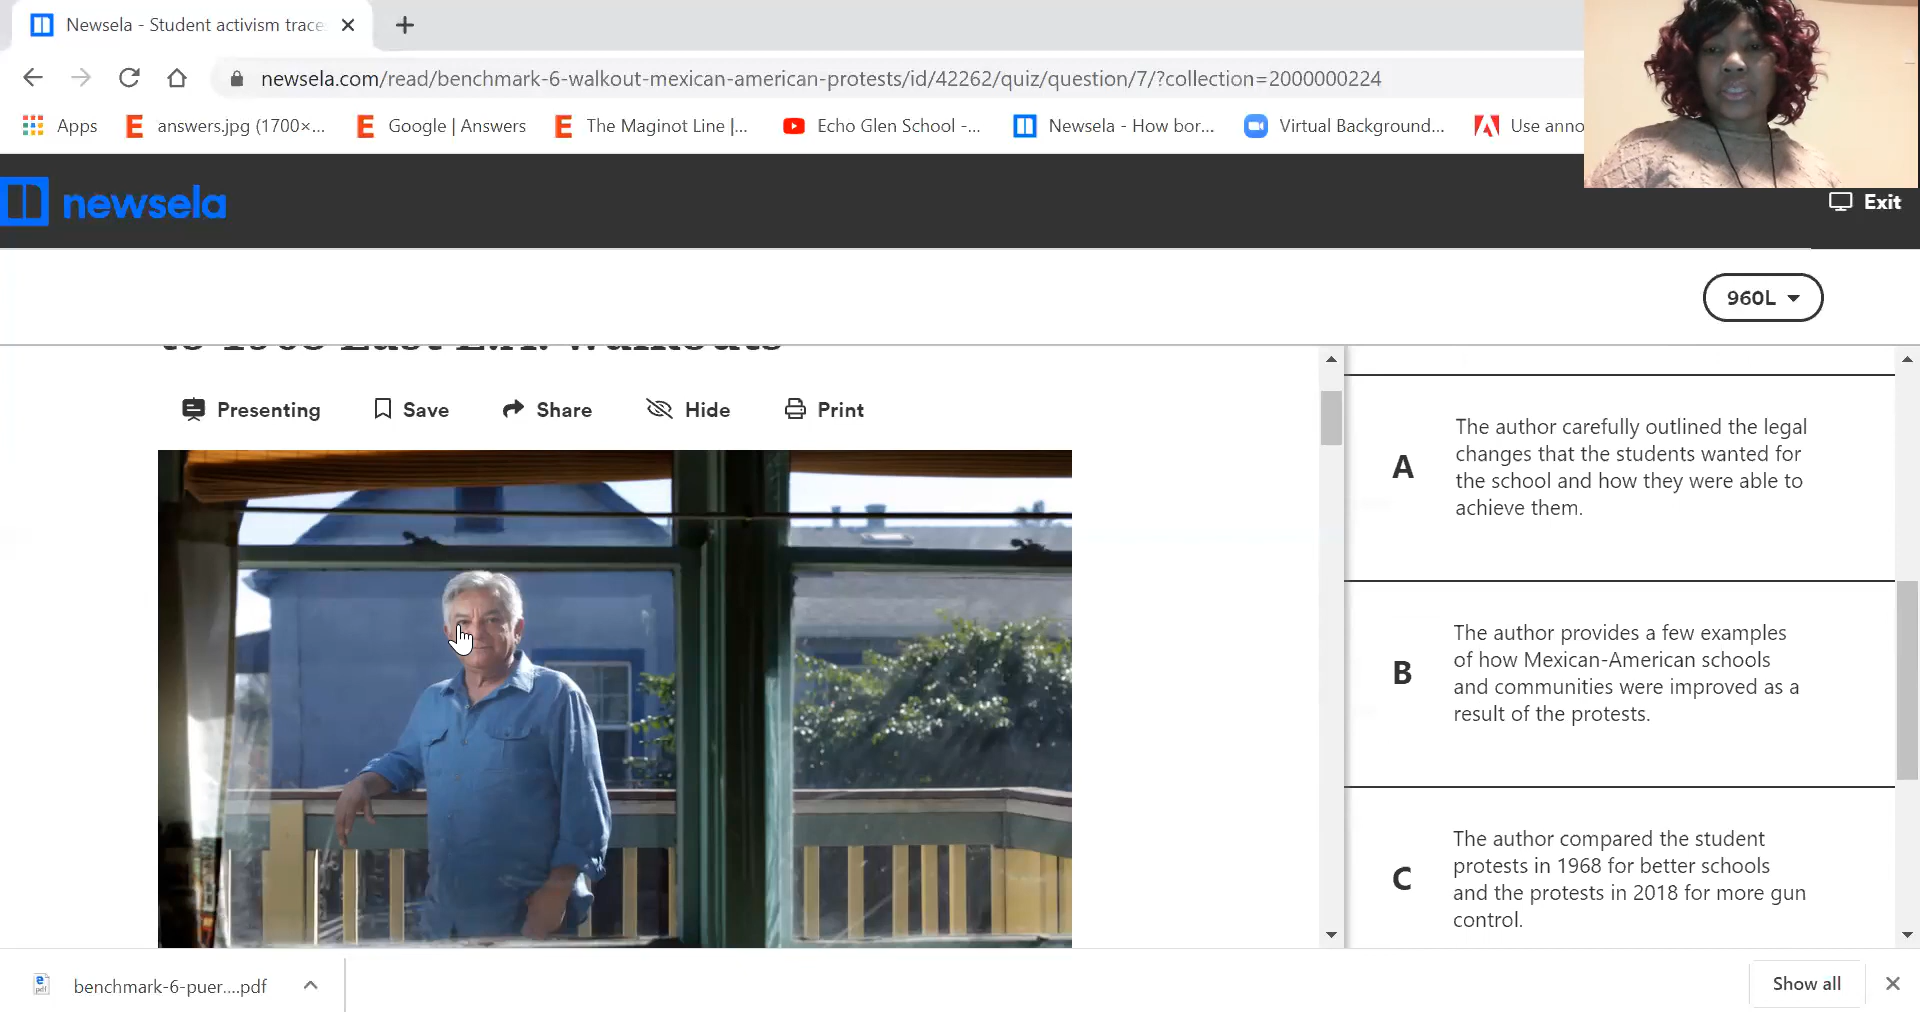 Newsela - Student activism trace
newsela.com/read/benchmark-6-walkout-mexican-american-protests/id/42262/quiz/question/7/?collection=2000000224
Apps
answers.jpg (1700×...
Google | Answers
The Maginot Line |...
Echo Glen School -...
Newsela - How bor...
Virtual Background...
Use anno
newsela
Exit
960L
to 1968 East L.A. walkouts
Presenting
Save
Share
Hide
Print
A
The author carefully outlined the legal
changes that the students wanted for
the school and how they were able to
achieve them.
B
The author provides a few examples
of how Mexican-American schools
and communities were improved as a
result of the protests.
C
The author compared the student
protests in 1968 for better schools
and the protests in 2018 for more gun
control.
benchmark-6-puer....pdf
Show all